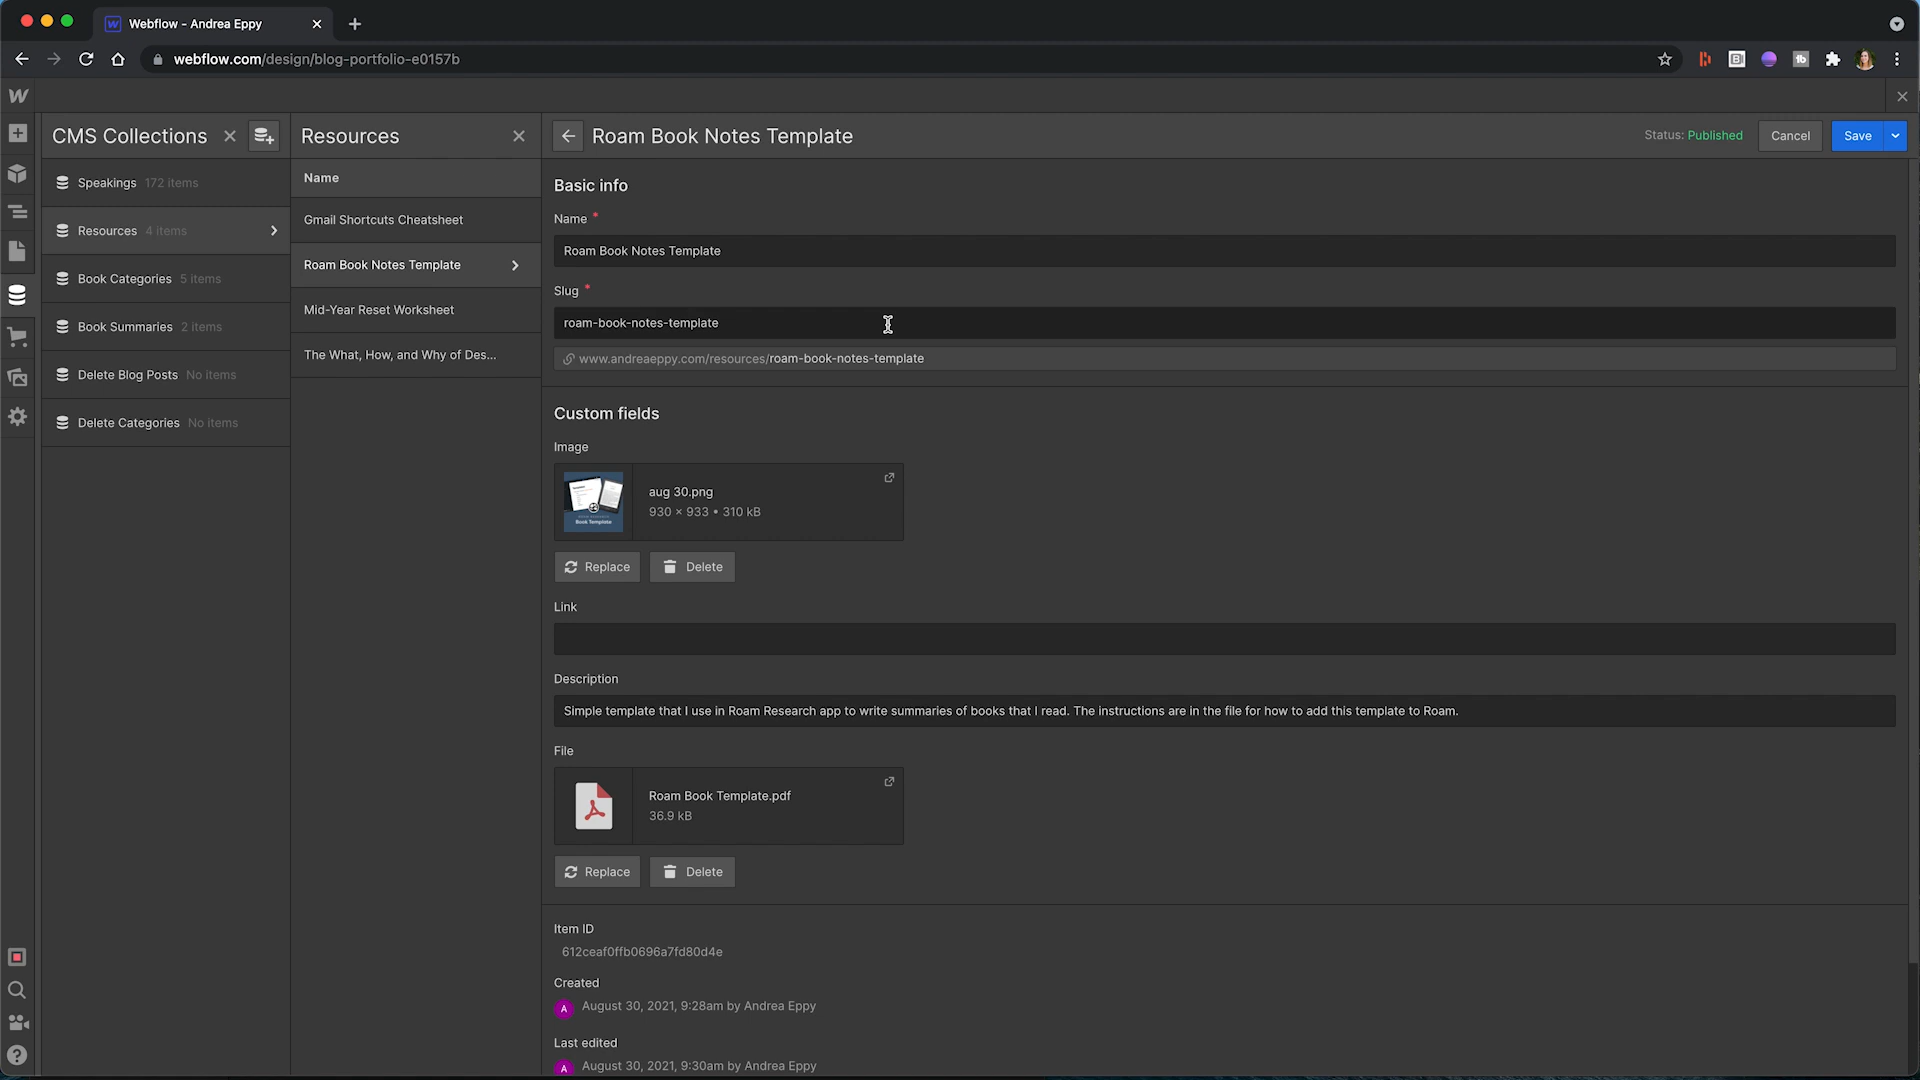 Webflow - Andrea Eppy
webflow.com/design/blog-portfolio-e0157b
CMS Collections
Resources
Roam Book Notes Template
Status: Published
Cancel
Save
Speakings 172 items
Resources 4 items
Book Categories 5 items
Book Summaries 2 items
Delete Blog Posts No items
Delete Categories No items
Name
Gmail Shortcuts Cheatsheet
Roam Book Notes Template
Mid-Year Reset Worksheet
The What, How, and Why of Des...
Basic info
Name *
Roam Book Notes Template
Slug *
roam-book-notes-template
www.andreaeppy.com/resources/roam-book-notes-template
Custom fields
Image
Book Template
aug 30.png
930 × 933 • 310 kB
Replace
Delete
Link
Description
Simple template that I use in Roam Research app to write summaries of books that I read. The instructions are in the file for how to add this template to Roam.
File
Roam Book Template.pdf
36.9 kB
Replace
Delete
Item ID
612ceaf0ffb0696a7fd80d4e
Created
A August 30, 2021, 9:28am by Andrea Eppy
Last edited
A August 30, 2021, 9:30am by Andrea Eppy